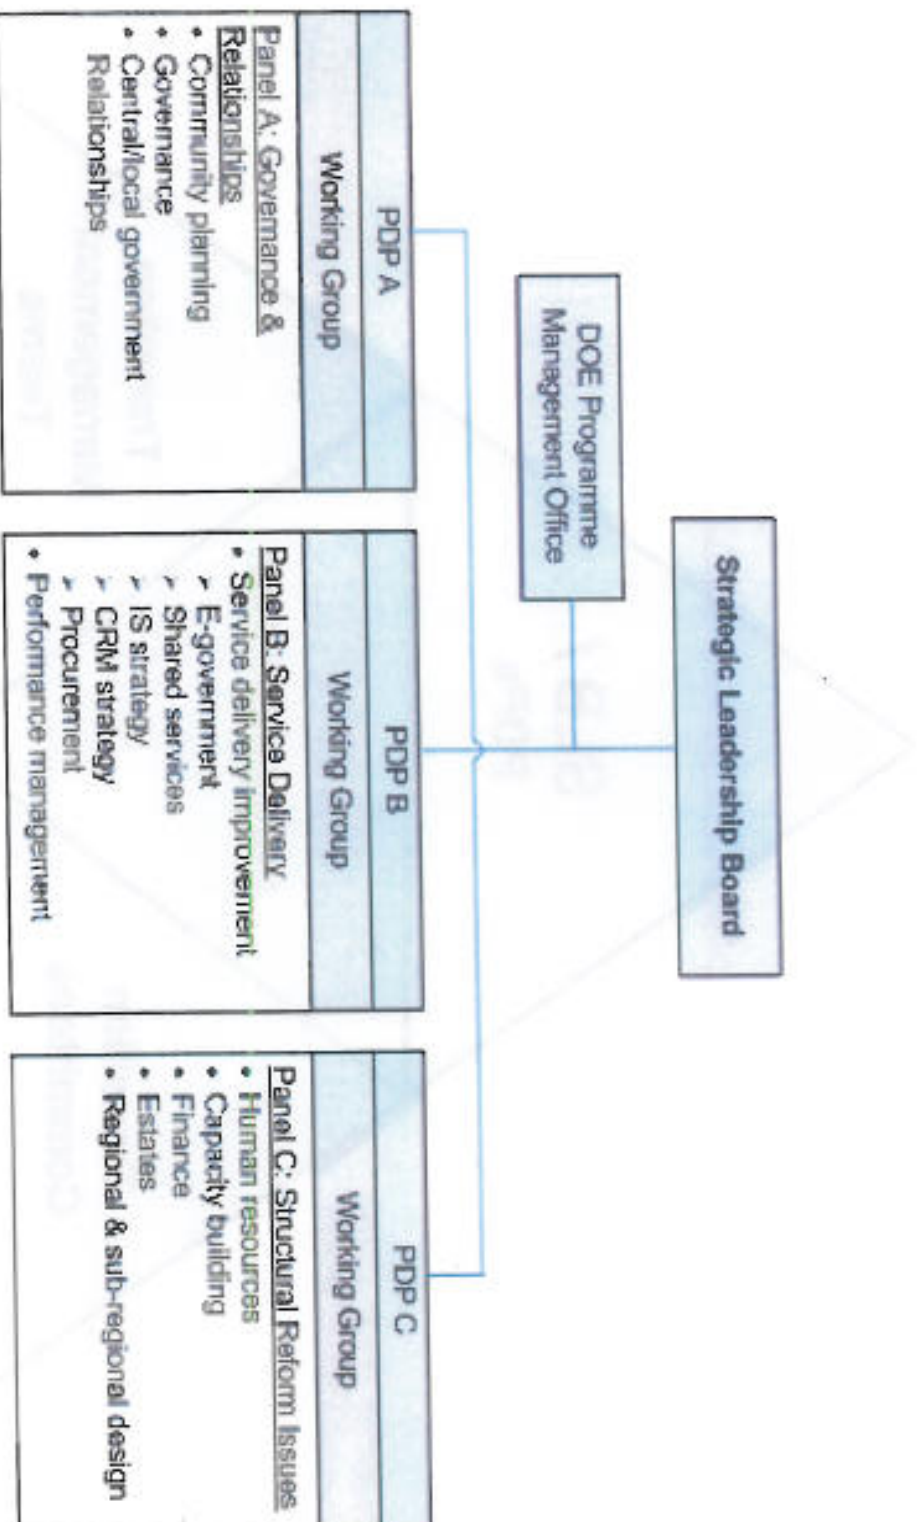 Strategic Leadership Board
DOE Programme
Management Office
PDP A
Working Group
Panel A: Governance &
Relationships
• Community planning
• Governance
• Central/local government
Relationships
PDP B
Working Group
Panel B: Service Delivery
• Service delivery improvement
➢ E-government
➢ Shared services
➢ IS strategy
➢ CRM strategy
➢ Procurement
• Performance management
PDP C
Working Group
Panel C: Structural Reform Issues
• Human resources
• Capacity building
• Finance
• Estates
• Regional & sub-regional design